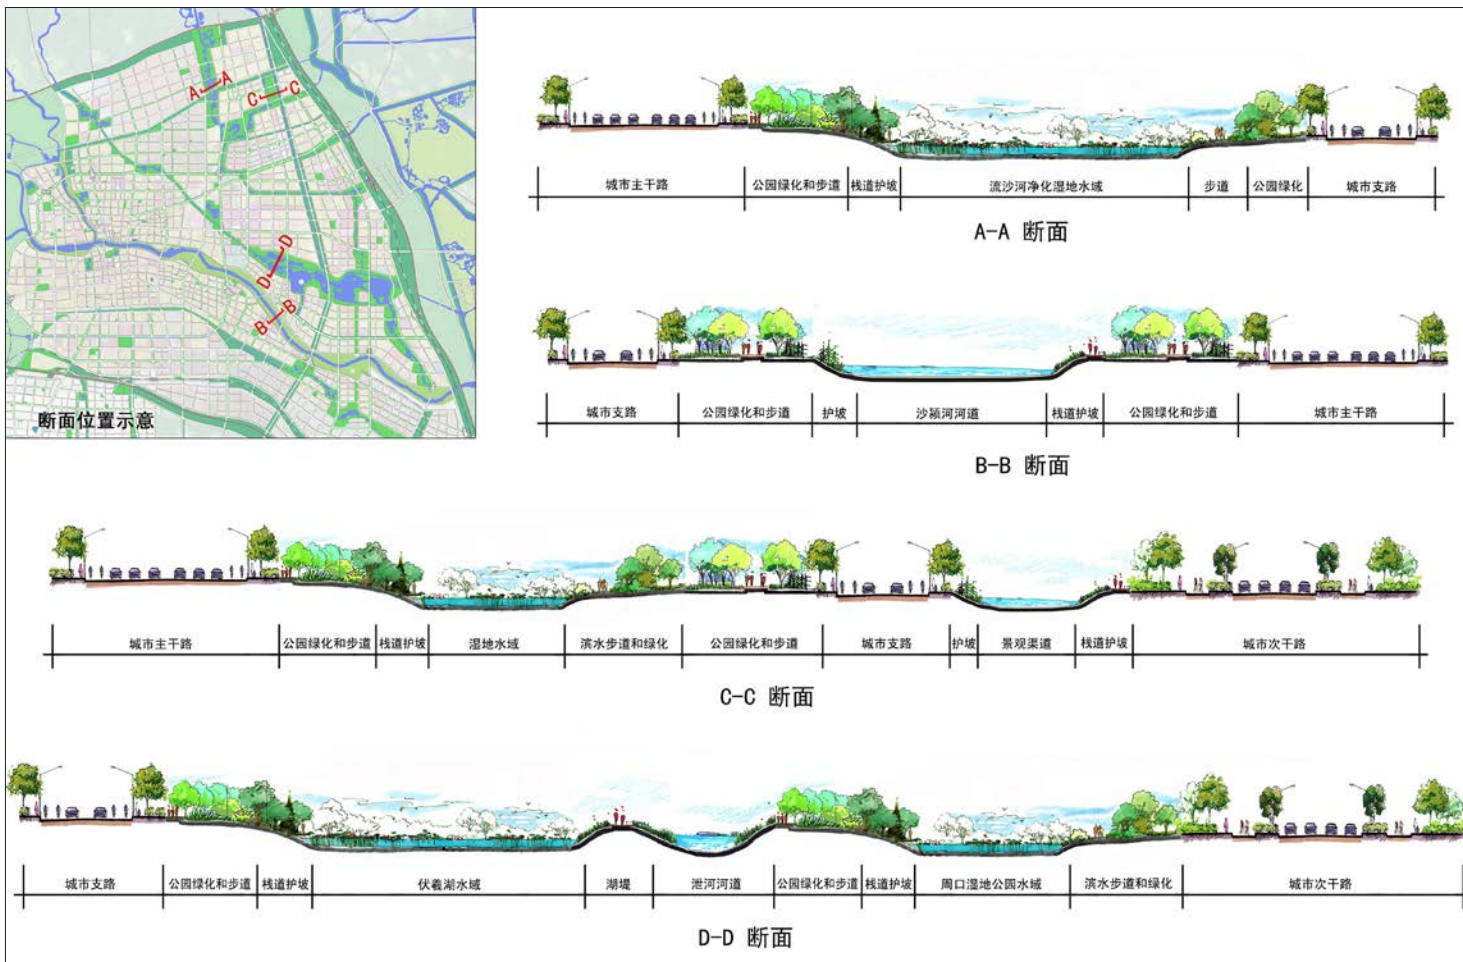 A
A
C
C
D
D
B
B
断面位置示意
城市主干路
公园绿化和步道
栈道护坡
流沙河净化湿地水域
步道
公园绿化
城市支路
A-A 断面
城市支路
公园绿化和步道
护坡
沙颍河河道
栈道护坡
公园绿化和步道
城市主干路
B-B 断面
城市主干路
公园绿化和步道
栈道护坡
湿地水域
滨水步道和绿化
公园绿化和步道
城市支路
护坡
景观渠道
栈道护坡
城市次干路
C-C 断面
城市支路
公园绿化和步道
栈道护坡
伏羲湖水域
湖堤
泄河河道
公园绿化和步道
栈道护坡
周口湿地公园水域
滨水步道和绿化
城市次干路
D-D 断面